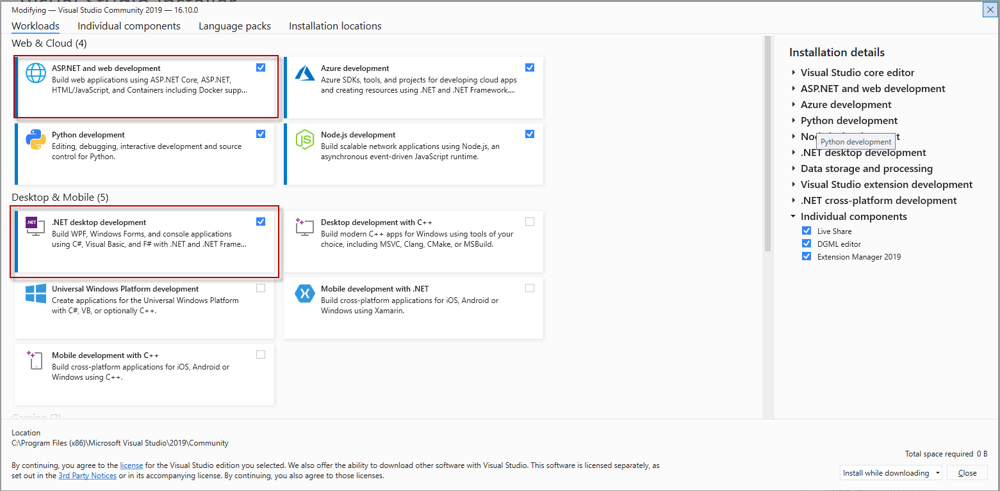 Modifying — Visual Studio Community 2019 — 16.10.0
Workloads Individual components Language packs Installation locations
Web & Cloud (4)
ASP.NET and web development
Build web applications using ASP.NET Core, ASP.NET,
HTML/JavaScript, and Containers including Docker supp...
Azure development
Azure SDKs, tools, and projects for developing cloud apps
and creating resources using .NET and .NET Framework....
Python development
Editing, debugging, interactive development and source
control for Python.
Node.js development
Build scalable network applications using Node.js, an
asynchronous event-driven JavaScript runtime.
Desktop & Mobile (5)
.NET
.NET desktop development
Build WPF, Windows Forms, and console applications
using C#, Visual Basic, and F# with .NET and .NET Frame...
Desktop development with C++
Build modern C++ apps for Windows using tools of your
choice, including MSVC, Clang, CMake, or MSBuild.
Universal Windows Platform development
Create applications for the Universal Windows Platform
with C#, VB, or optionally C++.
Mobile development with .NET
Build cross-platform applications for iOS, Android or
Windows using Xamarin.
Mobile development with C++
Build cross-platform applications for iOS, Android or
Windows using C++.
Gaming (2)
Installation details
Visual Studio core editor
ASP.NET and web development
Azure development
Python development
Python development
.NET desktop development
Data storage and processing
Visual Studio extension development
.NET cross-platform development
Individual components
Live Share
DGML editor
Extension Manager 2019
Location
C:\Program Files (x86)\Microsoft Visual Studio\2019\Community
By continuing, you agree to the license for the Visual Studio edition you selected. We also offer the ability to download other software with Visual Studio. This software is licensed separately, as
set out in the 3rd Party Notices or in its accompanying license. By continuing, you also agree to those licenses.
Total space required 0 B
Install while downloading
Close